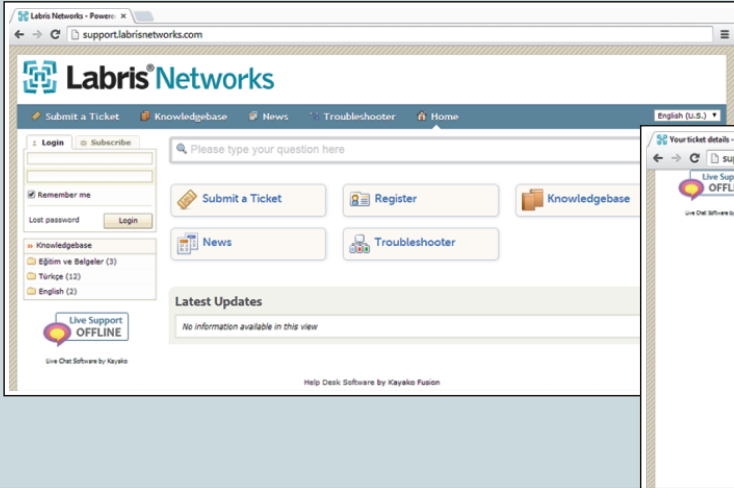 Labris Networks - Powere
support.labrisnetworks.com
Labris® Networks
Submit a Ticket Knowledgebase News Troubleshooter Home English (U.S.)
Login Subscribe
Please type your question here
Remember me
Lost password Login
Submit a Ticket Register Knowledgebase
News Troubleshooter
» Knowledgebase
Eğitim ve Belgeler (3)
Türkçe (12)
English (2)
Latest Updates
No information available in this view
Live Support
OFFLINE
Live Chat Software by Kayako
Help Desk Software by Kayako Fusion
Your ticket details -
sup
Live Sup
OFFL
Live Chat Software by